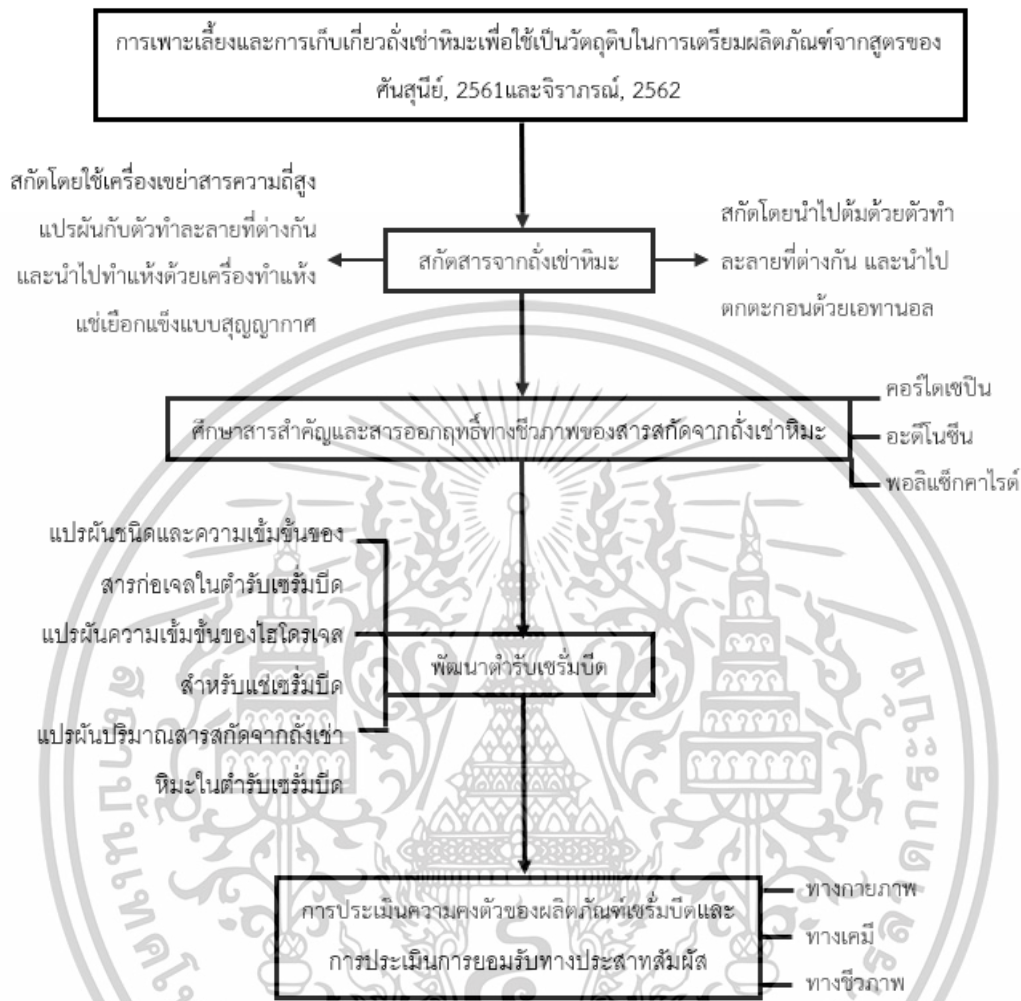 การเพาะเลี้ยงและการเก็บเกี่ยวถั่งเช่าหิมะเพื่อใช้เป็นวัตถุดิบในการเตรียมผลิตภัณฑ์จากสูตรของ
ศันสุนีย์, 2561และจิราภรณ์, 2562
สกัดโดยใช้เครื่องเขย่าสารความถี่สูง
แปรผันกับตัวทำละลายที่ต่างกัน
และนำไปทำแห้งด้วยเครื่องทำแห้ง
แช่เยือกแข็งแบบสุญญากาศ
สกัดสารจากถั่งเช่าหิมะ
สกัดโดยนำไปต้มด้วยตัวทำ
ละลายที่ต่างกัน และนำไป
ตกตะกอนด้วยเอทานอล
ศึกษาสารสำคัญและสารออกฤทธิ์ทางชีวภาพของสารสกัดจากถั่งเช่าหิมะ
คอร์ไดเซปิน
อะดีโนซีน
พอลิแซ็กคาไรด์
แปรผันชนิดและความเข้มข้นของ
สารก่อเจลในตำรับเซรั่มบีด
แปรผันความเข้มข้นของไฮโดรเจล
สำหรับแช่เซรั่มบีด
แปรผันปริมาณสารสกัดจากถั่งเช่า
หิมะในตำรับเซรั่มบีด
พัฒนาตำรับเซรั่มบีด
การประเมินความคงตัวของผลิตภัณฑ์เซรั่มบีดและ
การประเมินการยอมรับทางประสาทสัมผัส
ทางกายภาพ
ทางเคมี
ทางชีวภาพ